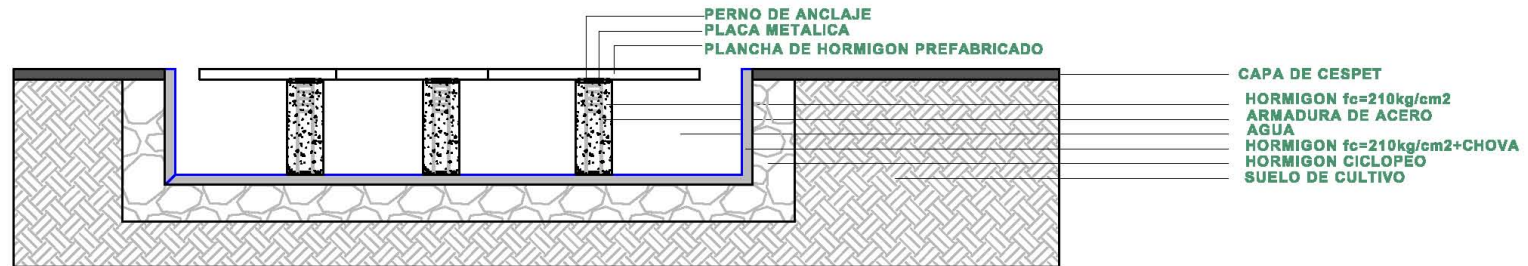 PERNO DE ANCLAJE
PLACA METALICA
PLANCHA DE HORMIGON PREFABRICADO
CAPA DE CESPET
HORMIGON fc=210kg/cm2
ARMADURA DE ACERO
AGUA
HORMIGON fc=210kg/cm2+CHOVA
HORMIGON CICLOPEO
SUELO DE CULTIVO